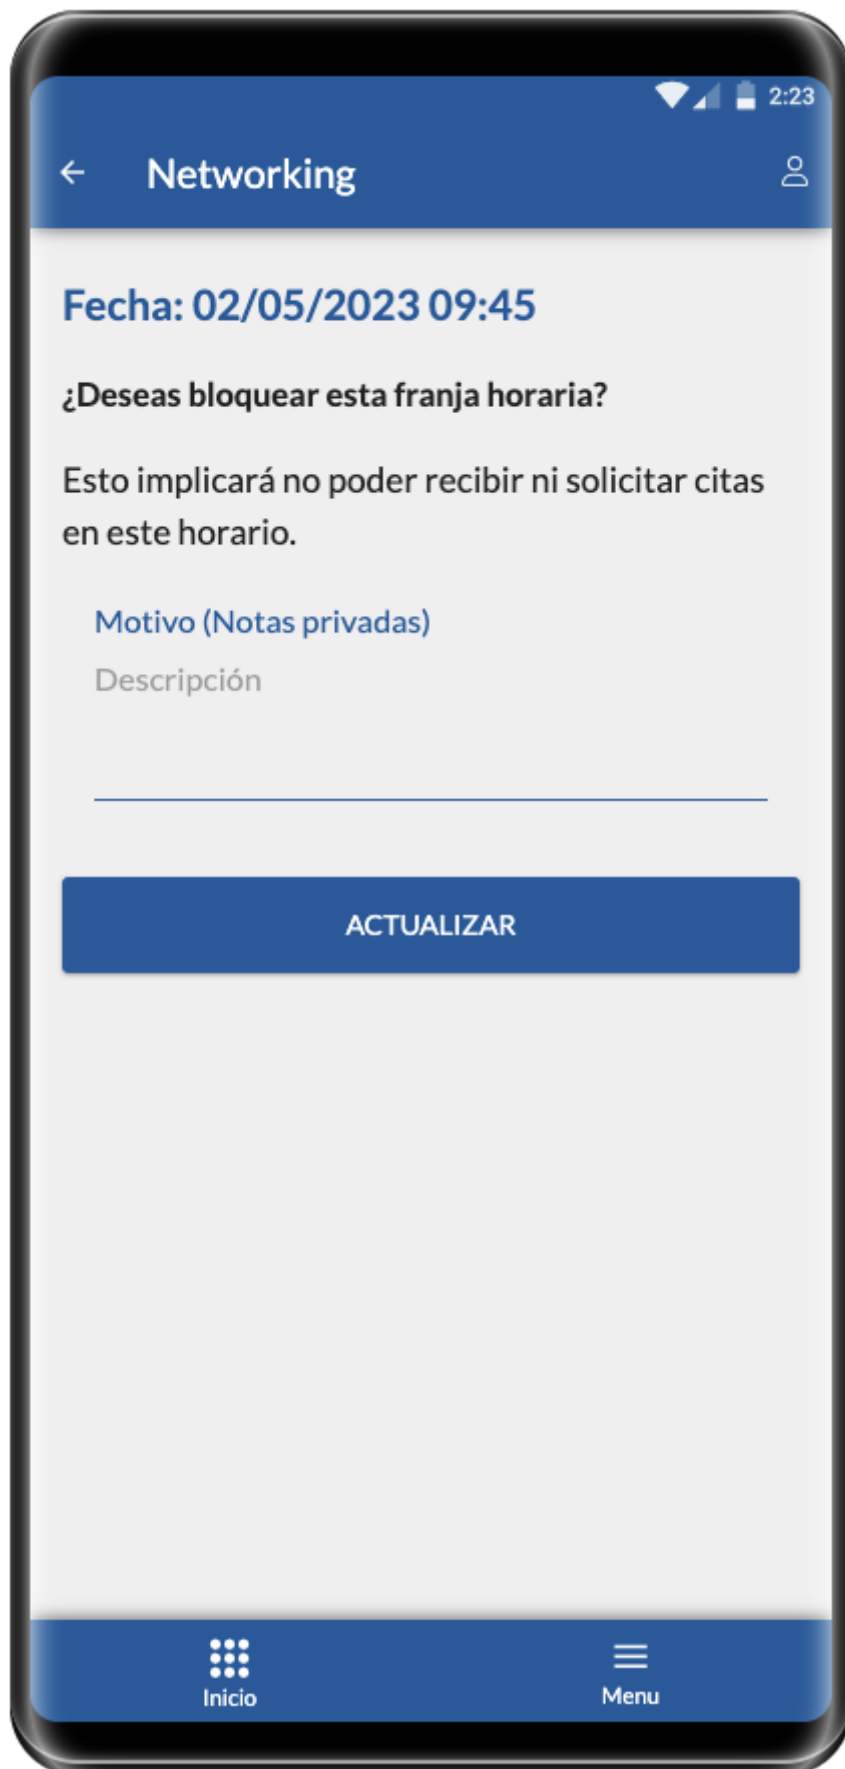 2:23
Networking
Fecha: 02/05/2023 09:45
¿Deseas bloquear esta franja horaria?
Esto implicará no poder recibir ni solicitar citas
en este horario.
Motivo (Notas privadas)
Descripción
ACTUALIZAR
Inicio
Menu